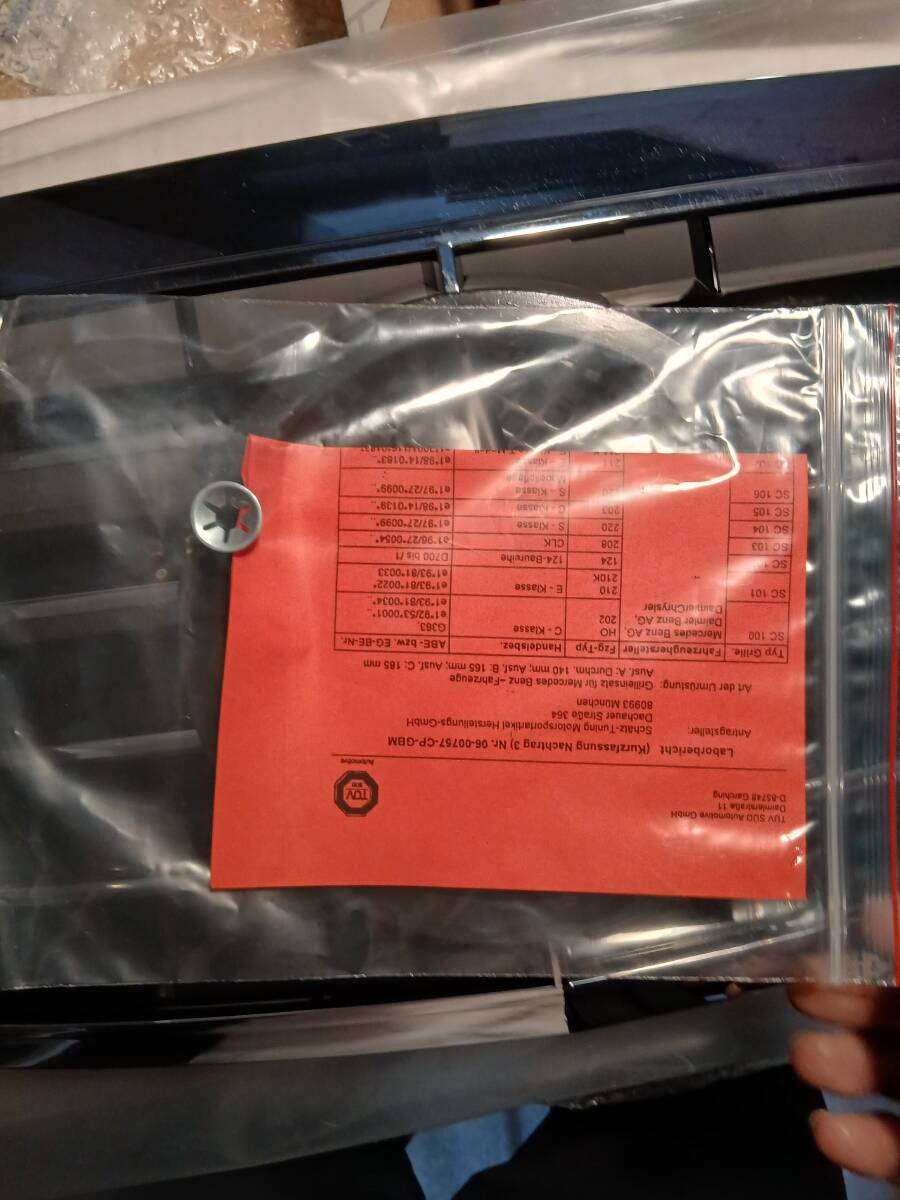 TÜV SÜD Automotive GmbH
Daimlerstraße 11
D-85748 Garching
TÜV
SÜD
Automotive
Laborbericht (Kurzfassung Nachtrag 3) Nr. 06-00757-CP-GBM
Antragsteller: Schatz-Tuning Motorsportartikel Herstellungs-GmbH
Dachauer Straße 364
80993 München
Art der Umrüstung: Grilleinsatz für Mercedes Benz –Fahrzeuge
Ausf. A: Durchm. 140 mm; Ausf. B: 165 mm; Ausf. C: 185 mm
Typ Grille. Fahrzeughersteller Fzg-Typ Handelsbez. ABE- bzw. EG-BE-Nr.
SC 100 Mercedes Benz AG, Daimler Benz AG, DaimlerChrysler HO 202 C - Klasse G363, e1*92/53*0001* e1*93/81*0034*..
SC 101 210 210K E - Klasse e1*93/81*0022* e1*93/81*0033
SC 124 124-Baureihe D700 bis /1
SC 103 208 CLK e1*96/27*0054*
SC 104 220 S - Klasse e1*97/27*0099*..
SC 105 203 C - Klasse e1*98/14*0139*..
SC 106 S - Klasse e1*97/27*0099*..
211 - Klasse e1*98/14*0183*..